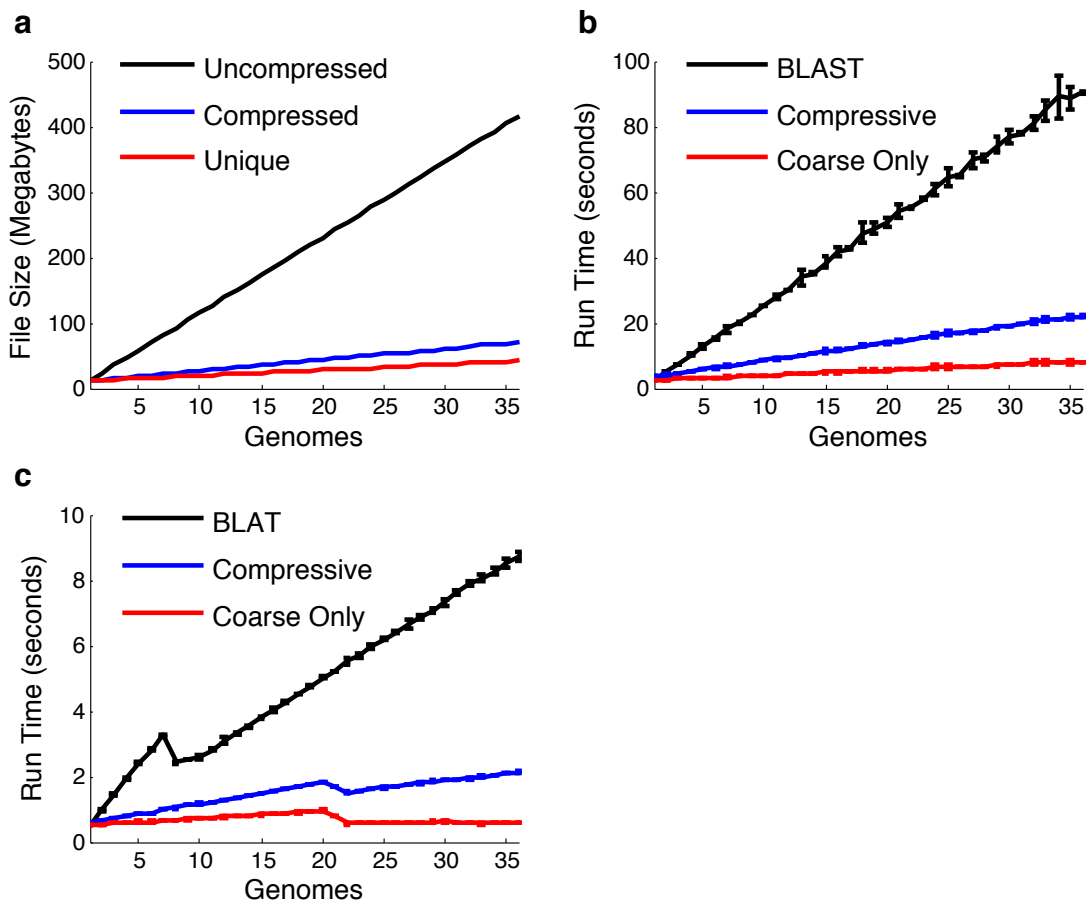 a
File Size (Megabytes)
500
400
300
200
100
0
Uncompressed
Compressed
Unique
5 10 15 20 25 30 35
Genomes
b
Run Time (seconds)
100
80
60
40
20
0
BLAST
Compressive
Coarse Only
5 10 15 20 25 30 35
Genomes
c
Run Time (seconds)
10
8
6
4
2
0
BLAT
Compressive
Coarse Only
5 10 15 20 25 30 35
Genomes